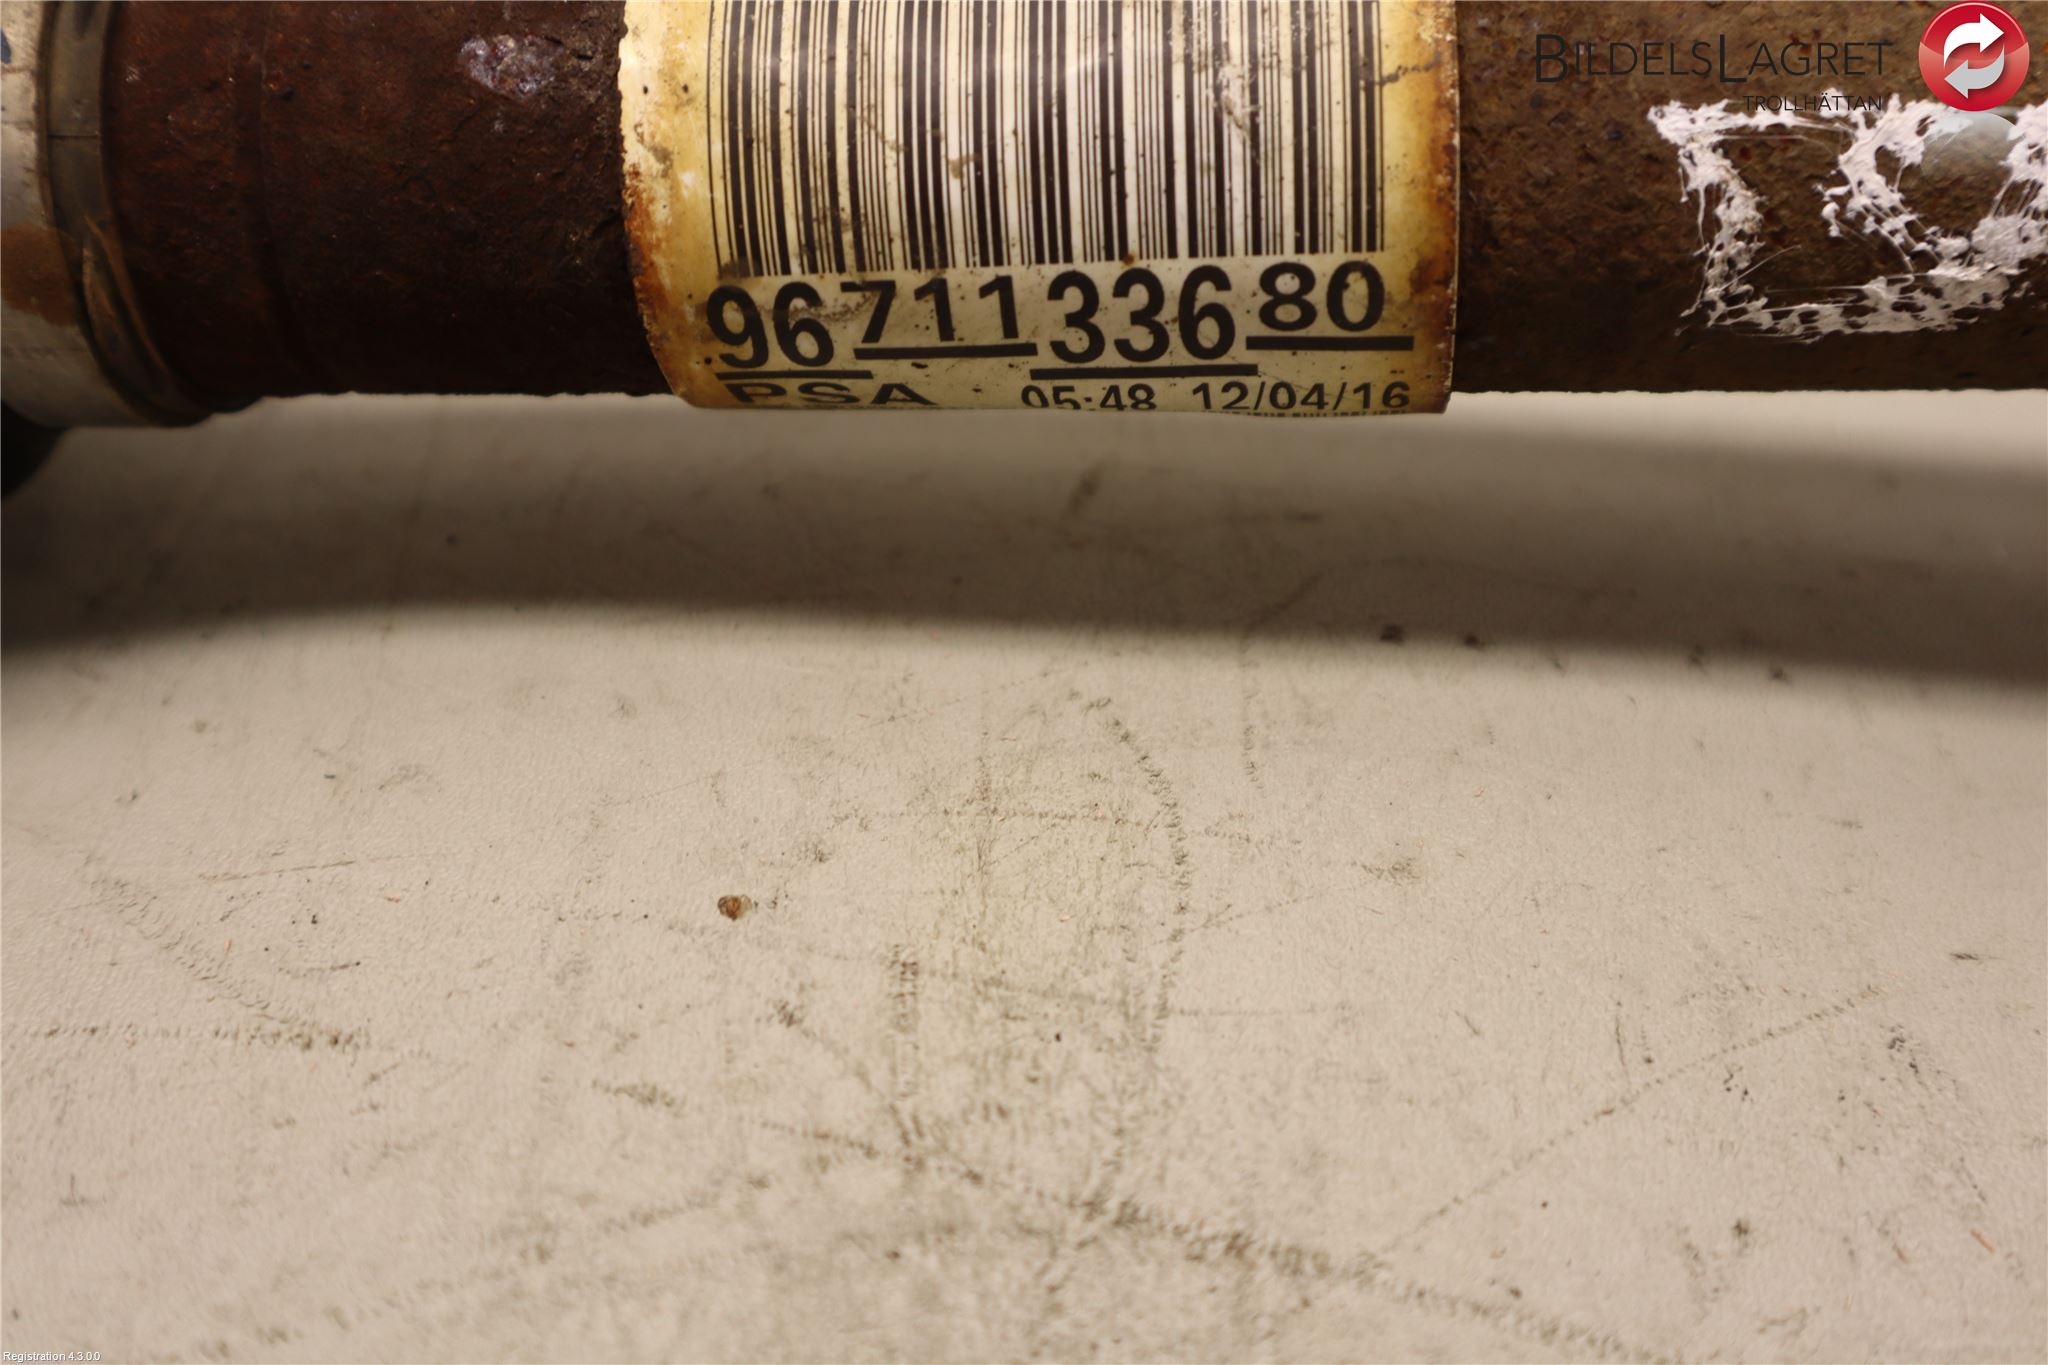 BILDELSLAGRET
TROLLHÄTTAN
9671133680
PSA 05:48 12/04/16
Registration 4.3.0.0